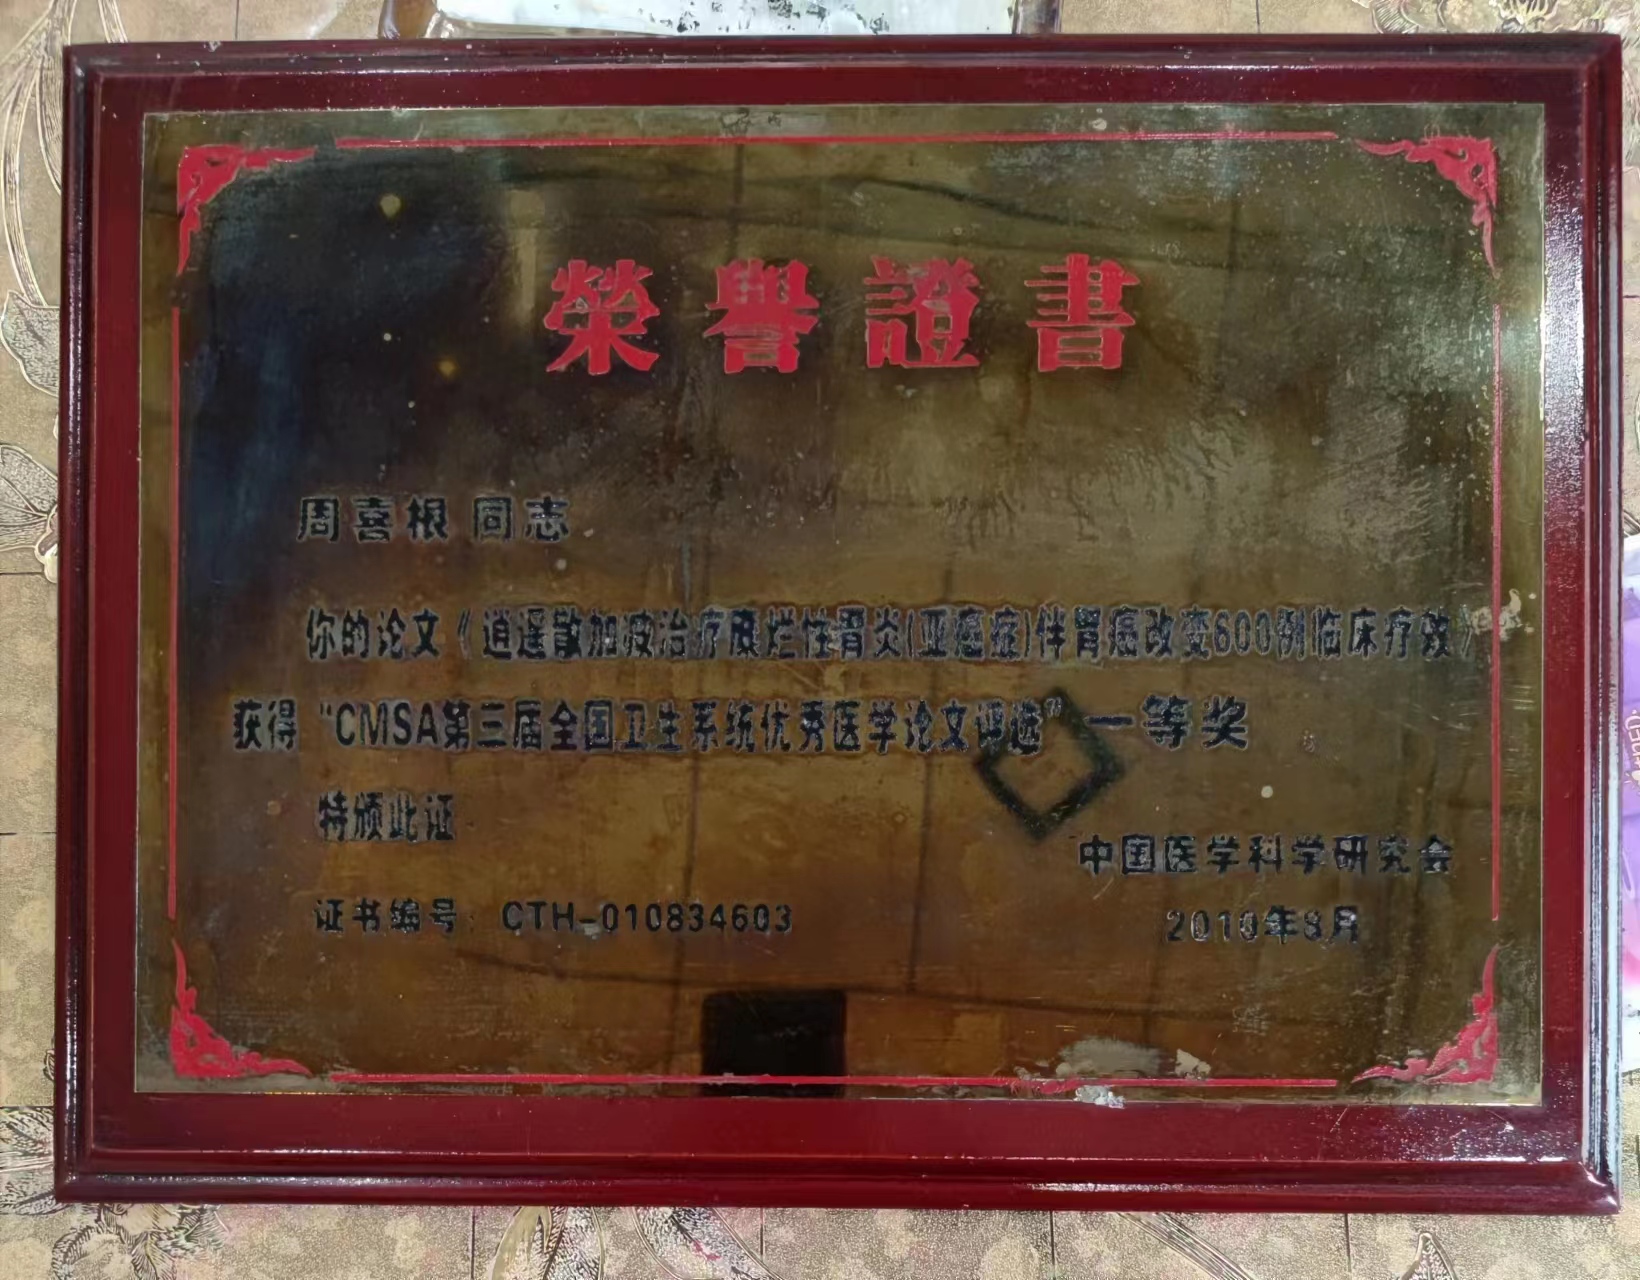 榮譽證書
周喜根 同志
你的论文《逍遥散加减治疗糜烂性胃炎(亚癌症)伴胃癌改变600例临床疗效》
获得“CMSA第三届全国卫生系统优秀医学论文评选”一等奖
特颁此证
中国医学科学研究会
证书编号：CTH-010834603
2010年8月